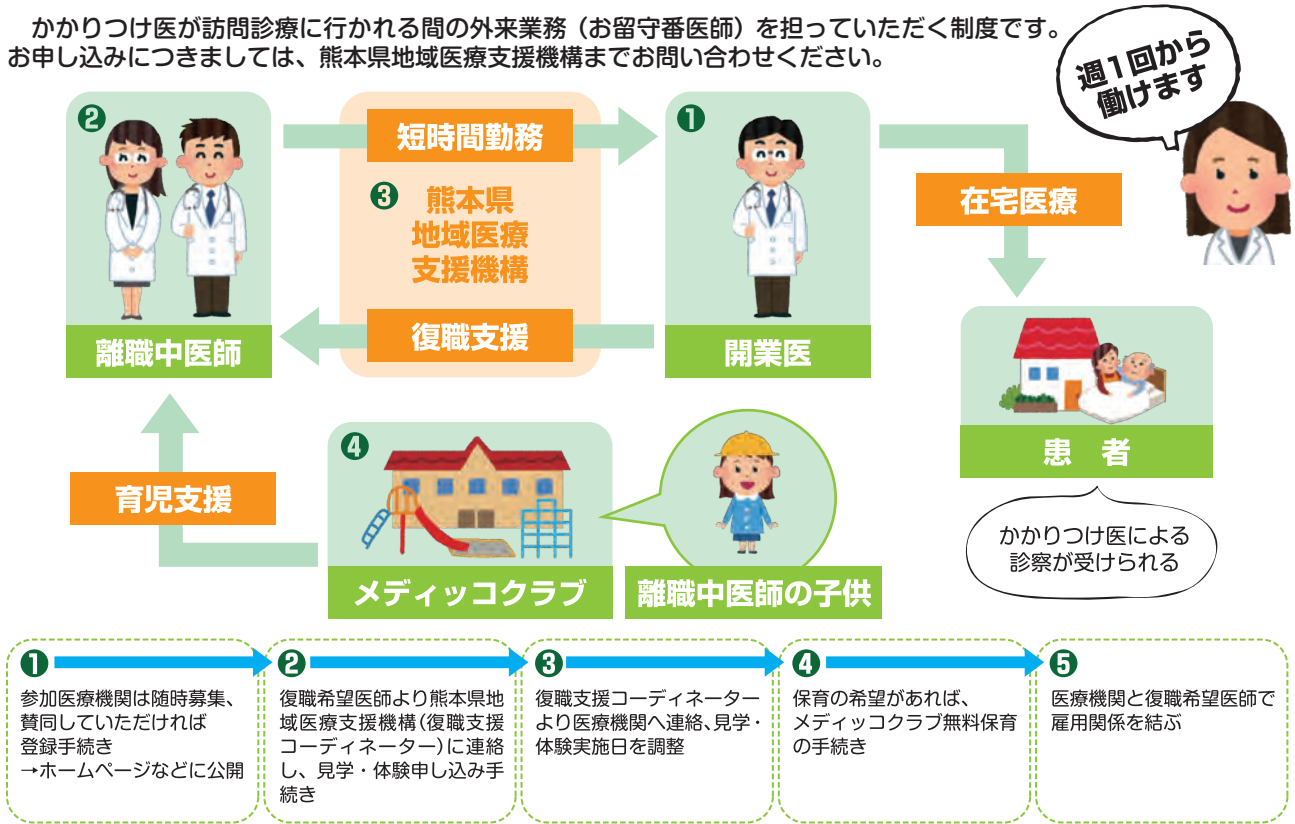 かかりつけ医が訪問診療に行かれる間の外来業務（お留守番医師）を担っていただく制度です。
お申し込みにつきましては、熊本県地域医療支援機構までお問い合わせください。
週1回から
働けます
❷
離職中医師
短時間勤務
❸
熊本県
地域医療
支援機構
復職支援
❶
開業医
在宅医療
患　者
かかりつけ医による
診察が受けられる
育児支援
❹
メディッコクラブ
離職中医師の子供
❶
参加医療機関は随時募集、
賛同していただければ
登録手続き
→ホームページなどに公開
❷
復職希望医師より熊本県地
域医療支援機構（復職支援
コーディネーター）に連絡
し、見学・体験申し込み手
続き
❸
復職支援コーディネーター
より医療機関へ連絡、見学・
体験実施日を調整
❹
保育の希望があれば、
メディッコクラブ無料保育
の手続き
❺
医療機関と復職希望医師で
雇用関係を結ぶ